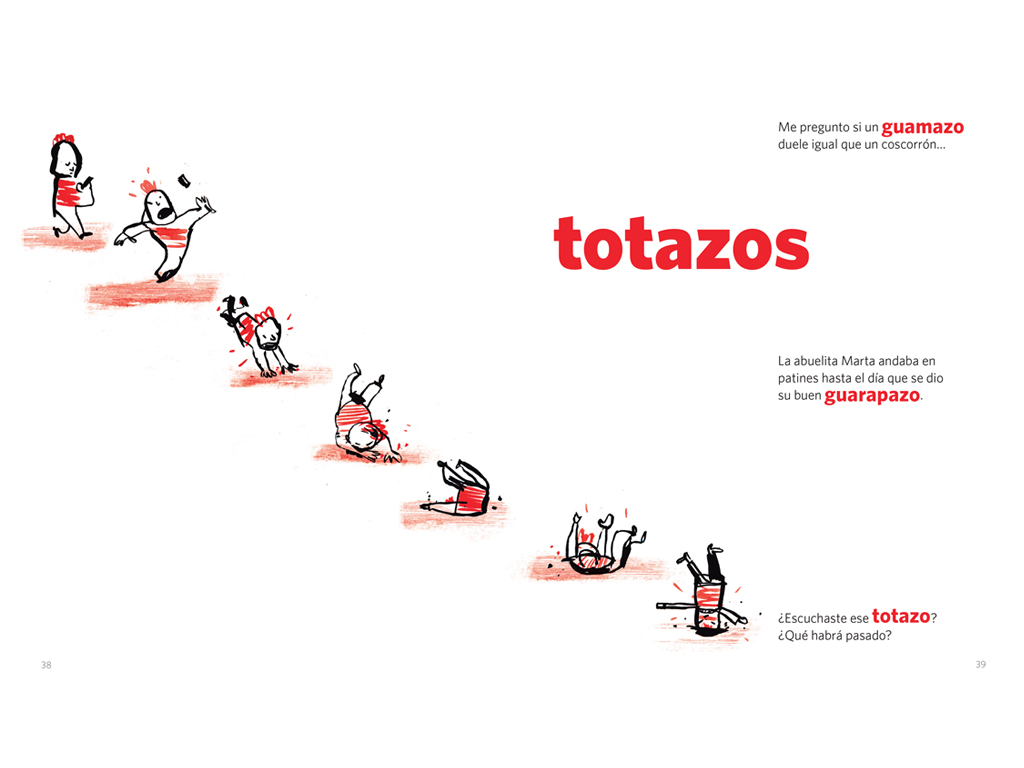 Me pregunto si un guamazo
duele igual que un coscorrón...
totazos
La abuelita Marta andaba en
patines hasta el día que se dio
su buen guarapazo.
¿Escuchaste ese totazo?
¿Qué habrá pasado?
38
39